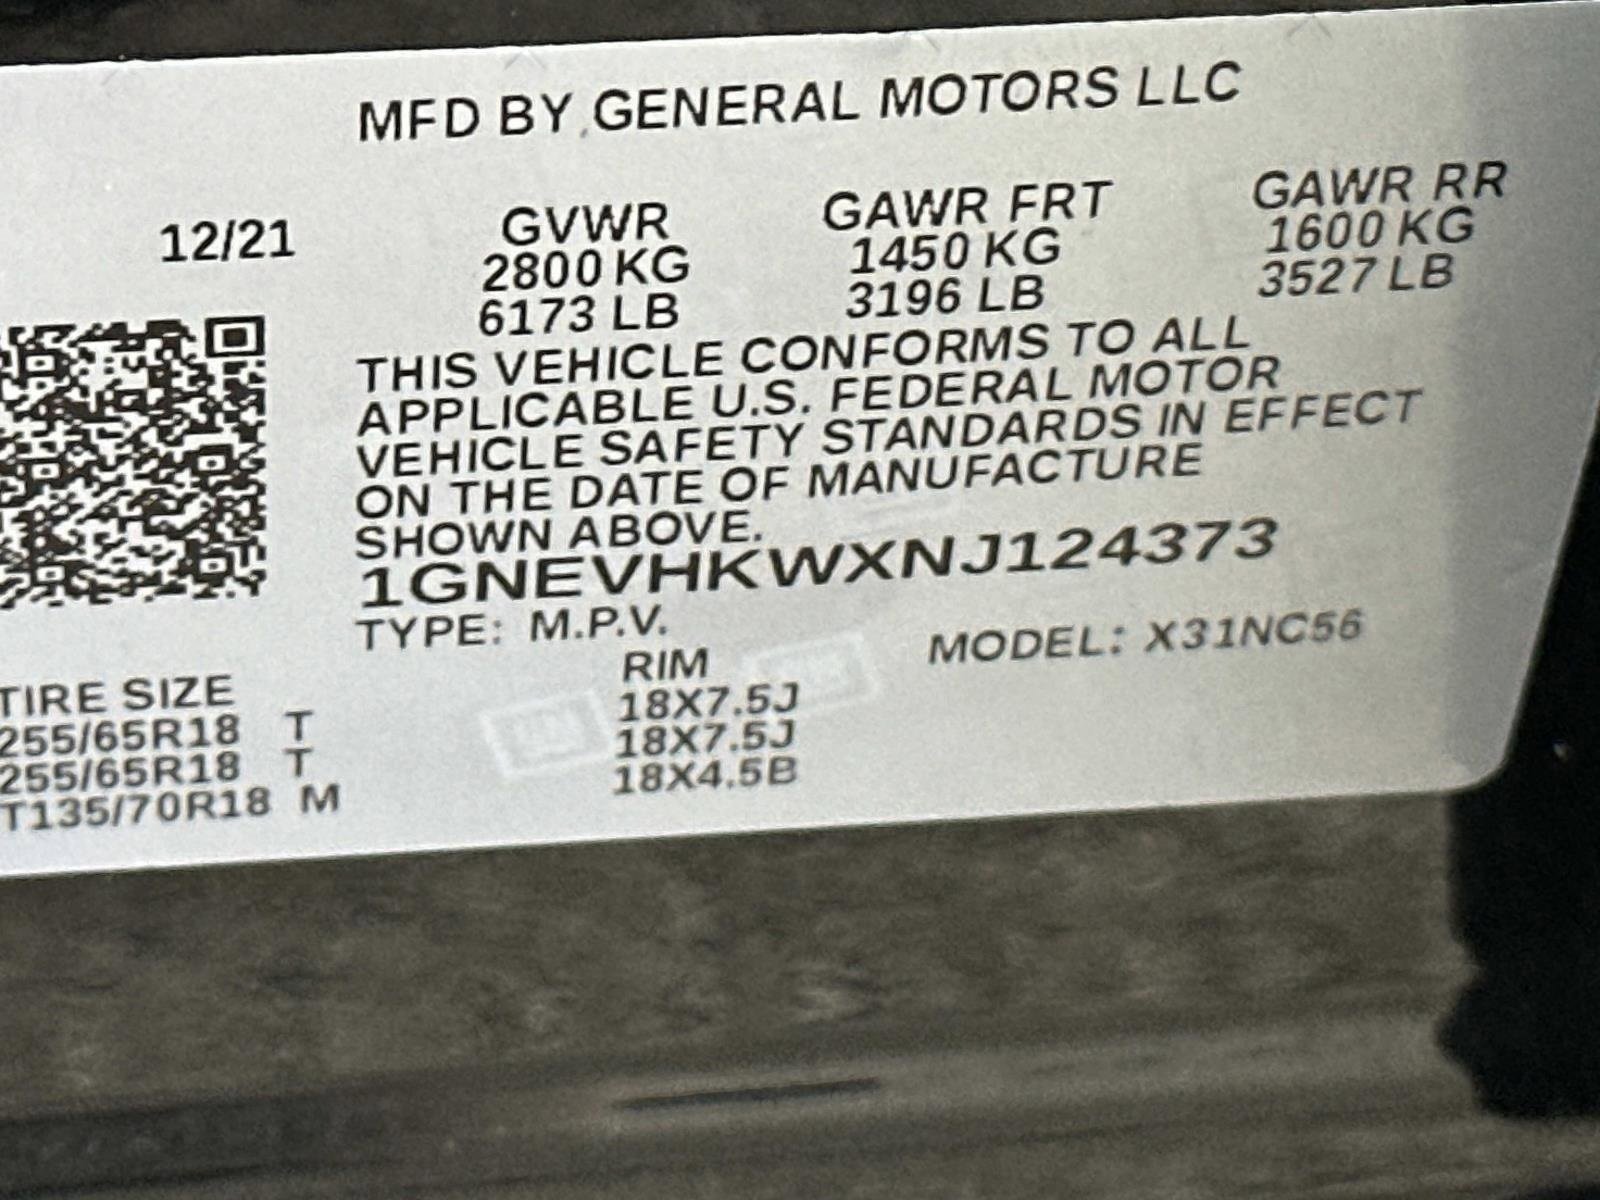 MFD BY GENERAL MOTORS LLC
12/21
GVWR
2800 KG
6173 LB
GAWR FRT
1450 KG
3196 LB
GAWR RR
1600 KG
3527 LB
THIS VEHICLE CONFORMS TO ALL
APPLICABLE U.S. FEDERAL MOTOR
VEHICLE SAFETY STANDARDS IN EFFECT
ON THE DATE OF MANUFACTURE
SHOWN ABOVE.
1GNEVHKWXNJ124373
TYPE: M.P.V. MODEL: X31NC56
TIRE SIZE RIM
255/65R18 T 18X7.5J
255/65R18 T 18X7.5J
T135/70R18 M 18X4.5B